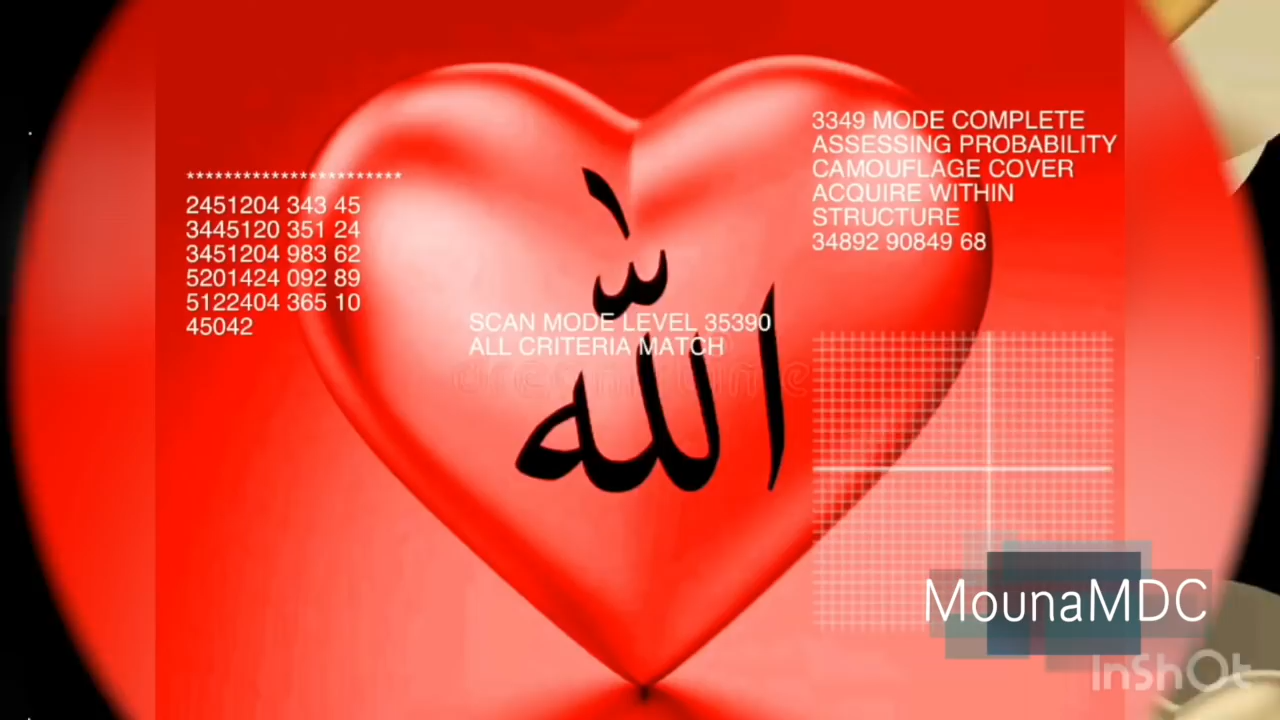 ***********************
2451204 343 45
3445120 351 24
3451204 983 62
5201424 092 89
5122404 365 10
45042
3349 MODE COMPLETE
ASSESSING PROBABILITY
CAMOUFLAGE COVER
ACQUIRE WITHIN
STRUCTURE
34892 90849 68
SCAN MODE LEVEL 35390
ALL CRITERIA MATCH
الله
MounaMDC
InShOt